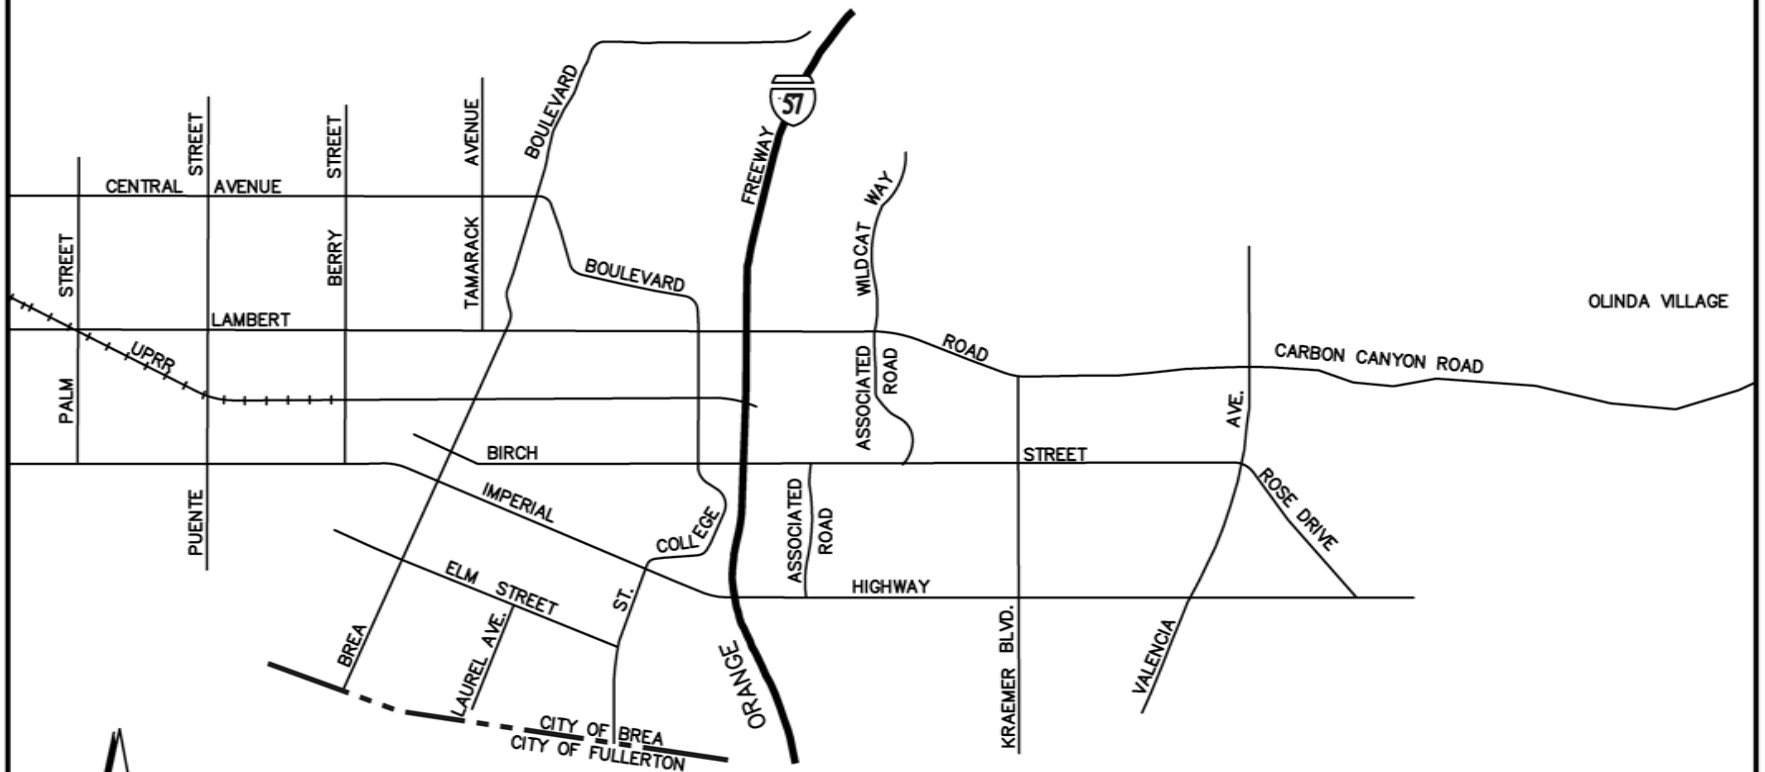 BOULEVARD
57
FREEWAY
STREET
STREET
AVENUE
CENTRAL AVENUE
WILDCAT WAY
STREET
BERRY
TAMARACK
BOULEVARD
OLINDA VILLAGE
LAMBERT
ROAD
UPRR
CARBON CANYON ROAD
PALM
ASSOCIATED
ROAD
AVE.
BIRCH
STREET
ROSE DRIVE
IMPERIAL
PUENTE
COLLEGE
ASSOCIATED
ROAD
HIGHWAY
ELM STREET
ST.
BREA
LAUREL AVE.
ORANGE
KRAEMER BLVD.
VALENCIA
CITY OF BREA
CITY OF FULLERTON